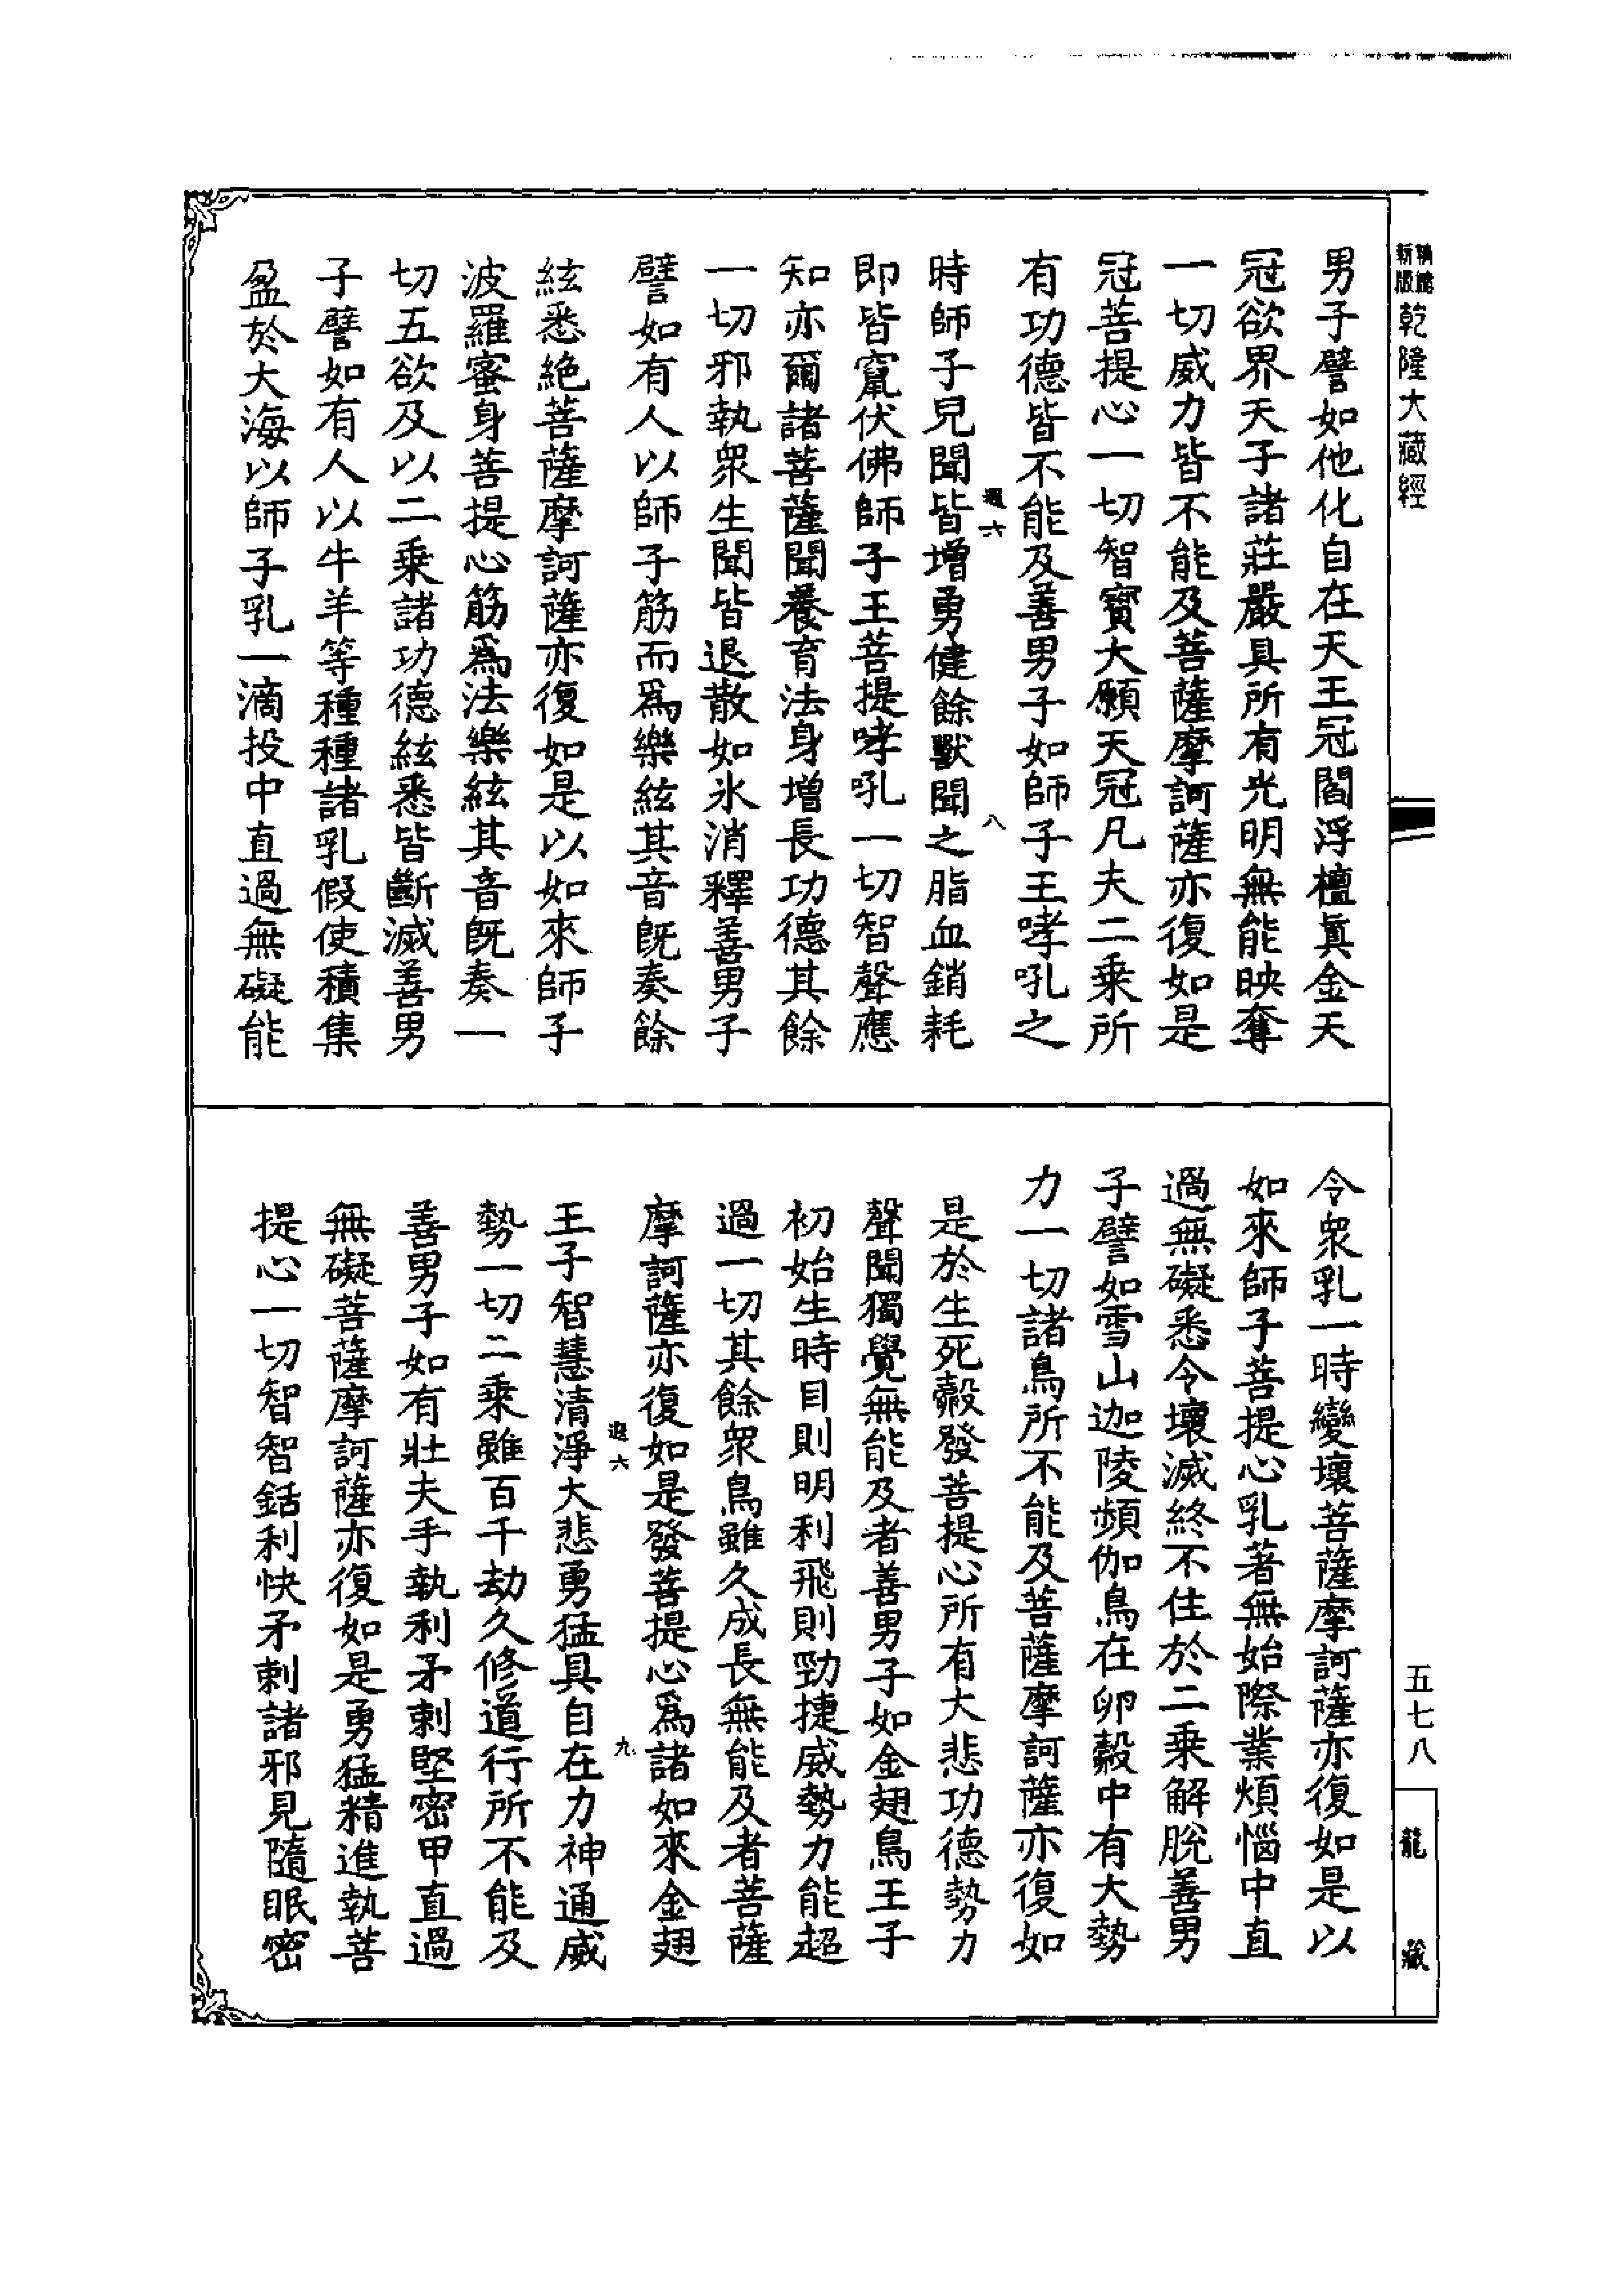 新版
乾隆大藏經
男子譬如他化自在天王冠閻浮檀眞金天
冠欲界天子諸莊嚴具所有光明無能映奪
一切威力皆不能及菩薩摩訶薩亦復如是
冠菩提心一切智寶大願天冠凡夫二乘所
有功德皆不能及善男子如師子王哮吼之
遐六
八
時師子兒聞皆增勇健餘獸聞之脂血銷耗
即皆竄伏佛師子王菩提哮吼一切智聲應
知亦爾諸菩薩聞養育法身增長功德其餘
一切邪執衆生聞皆退散如氷消釋善男子
譬如有人以師子筋而爲樂絃其音旣奏餘
絃悉絶菩薩摩訶薩亦復如是以如來師子
波羅蜜身菩提心筋爲法樂絃其音旣奏一
切五欲及以二乘諸功德絃悉皆斷滅善男
子譬如有人以牛羊等種種諸乳假使積集
盈於大海以師子乳一滴投中直過無礙能
令衆乳一時變壞菩薩摩訶薩亦復如是以
如來師子菩提心乳著無始際業煩惱中直
過無礙悉令壞滅終不住於二乘解脫善男
子譬如雪山迦陵頻伽鳥在卵㲉中有大勢
力一切諸鳥所不能及菩薩摩訶薩亦復如
是於生死㲉發菩提心所有大悲功德勢力
聲聞獨覺無能及者善男子如金翅鳥王子
初始生時目則明利飛則勁捷威勢力能超
過一切其餘衆鳥雖久成長無能及者菩薩
摩訶薩亦復如是發菩提心爲諸如來金翅
遐六
九
王子智慧清淨大悲勇猛具自在力神通威
勢一切二乘雖百千劫久修道行所不能及
善男子如有壯夫手執利矛刺堅密甲直過
無礙菩薩摩訶薩亦復如是勇猛精進執菩
提心一切智智銛利快矛刺諸邪見隨眠密
五七八
龍藏